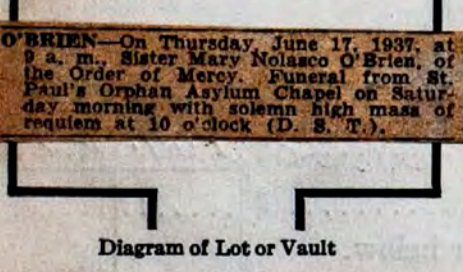 O'BRIEN—On Thursday, June 17, 1937, at
9 a. m., Sister Mary Nolasco O'Brien, of
the Order of Mercy. Funeral from St.
Paul's Orphan Asylum Chapel on Satur-
day morning with solemn high mass of
requiem at 10 o'clock (D. S. T.).
Diagram of Lot or Vault